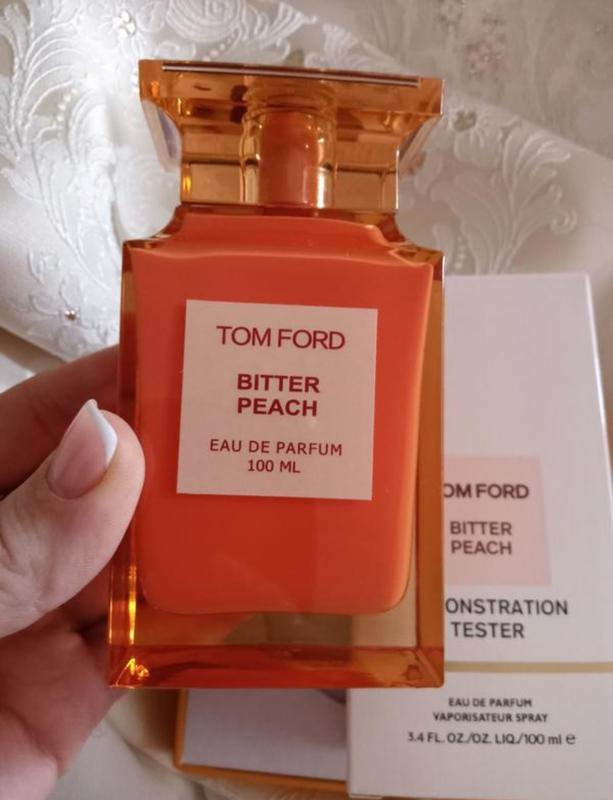 TOM FORD
BITTER
PEACH
EAU DE PARFUM
100 ML
OM FORD
BITTER
PEACH
ONSTRATION
TESTER
EAU DE PARFUM
VAPORISATEUR SPRAY
3.4 FL. OZ./OZ. LIQ./100 ml e